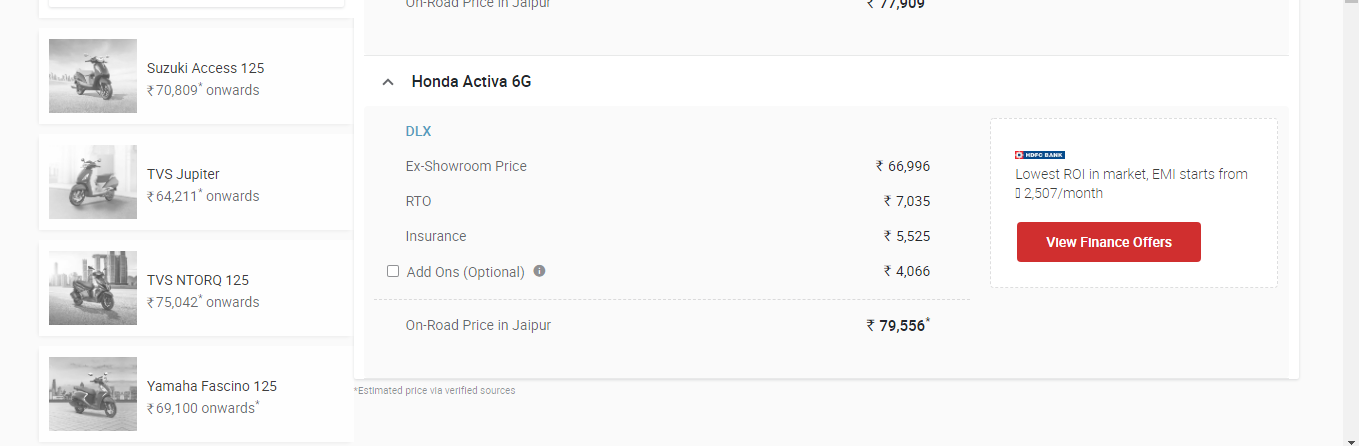 On-Road Price in Jaipur ₹ 77,909
Suzuki Access 125
₹ 70,809* onwards
TVS Jupiter
₹ 64,211* onwards
TVS NTORQ 125
₹ 75,042* onwards
Yamaha Fascino 125
₹ 69,100 onwards*
Honda Activa 6G
DLX
Ex-Showroom Price ₹ 66,996
RTO ₹ 7,035
Insurance ₹ 5,525
Add Ons (Optional) ₹ 4,066
On-Road Price in Jaipur ₹ 79,556*
*Estimated price via verified sources
HDFC BANK
Lowest ROI in market, EMI starts from
2,507/month
View Finance Offers